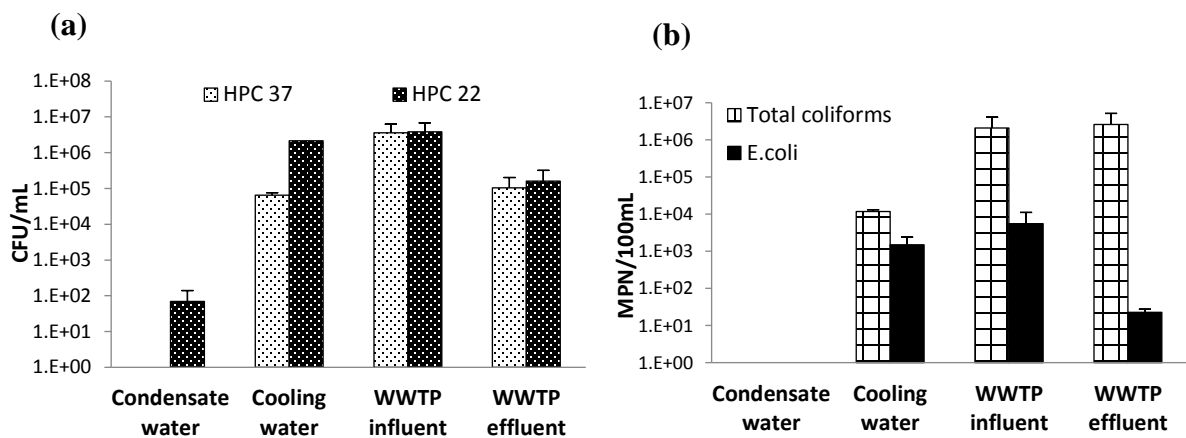 (a)
HPC 37 HPC 22
CFU/mL
1.E+08
1.E+07
1.E+06
1.E+05
1.E+04
1.E+03
1.E+02
1.E+01
1.E+00
Condensate water
Cooling water
WWTP influent
WWTP effluent
(b)
Total coliforms
E.coli
MPN/100mL
1.E+07
1.E+06
1.E+05
1.E+04
1.E+03
1.E+02
1.E+01
1.E+00
Condensate water
Cooling water
WWTP influent
WWTP effluent